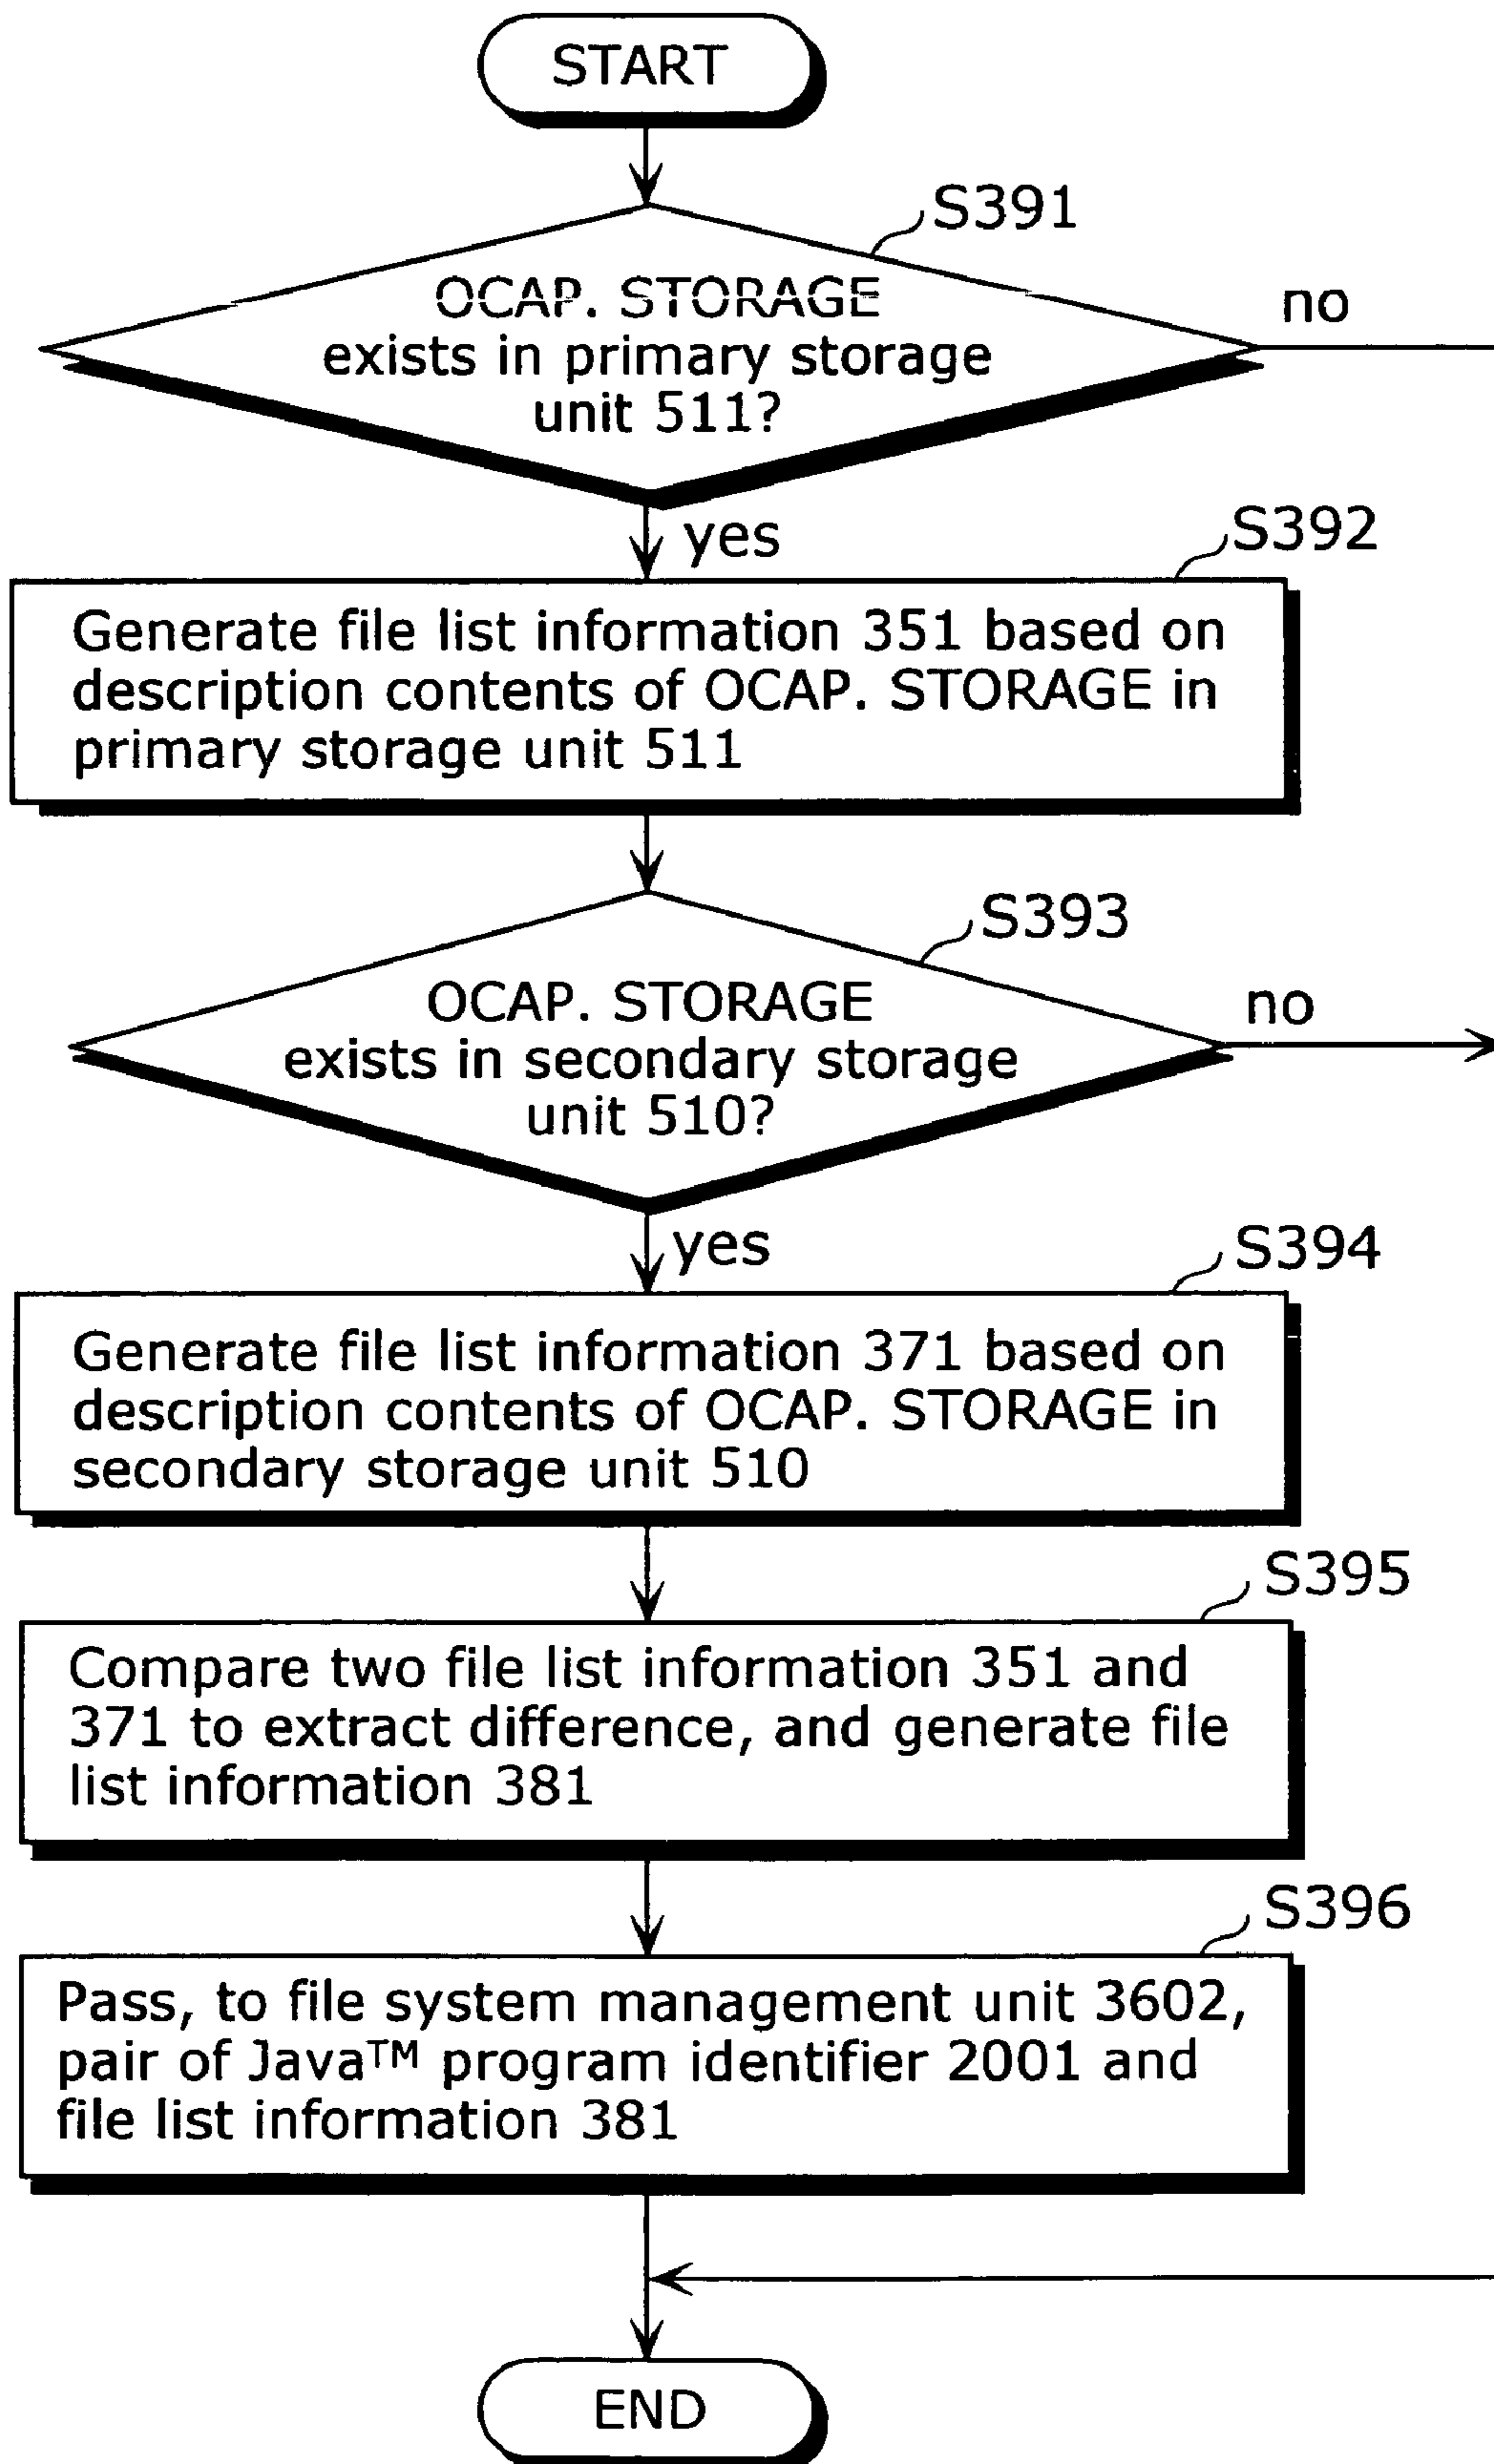 START
S391
OCAP. STORAGE
exists in primary storage
unit 511?
no
yes
S392
Generate file list information 351 based on
description contents of OCAP. STORAGE in
primary storage unit 511
S393
OCAP. STORAGE
exists in secondary storage
unit 510?
no
yes
S394
Generate file list information 371 based on
description contents of OCAP. STORAGE in
secondary storage unit 510
S395
Compare two file list information 351 and
371 to extract difference, and generate file
list information 381
S396
Pass, to file system management unit 3602,
pair of Java™ program identifier 2001 and
file list information 381
END